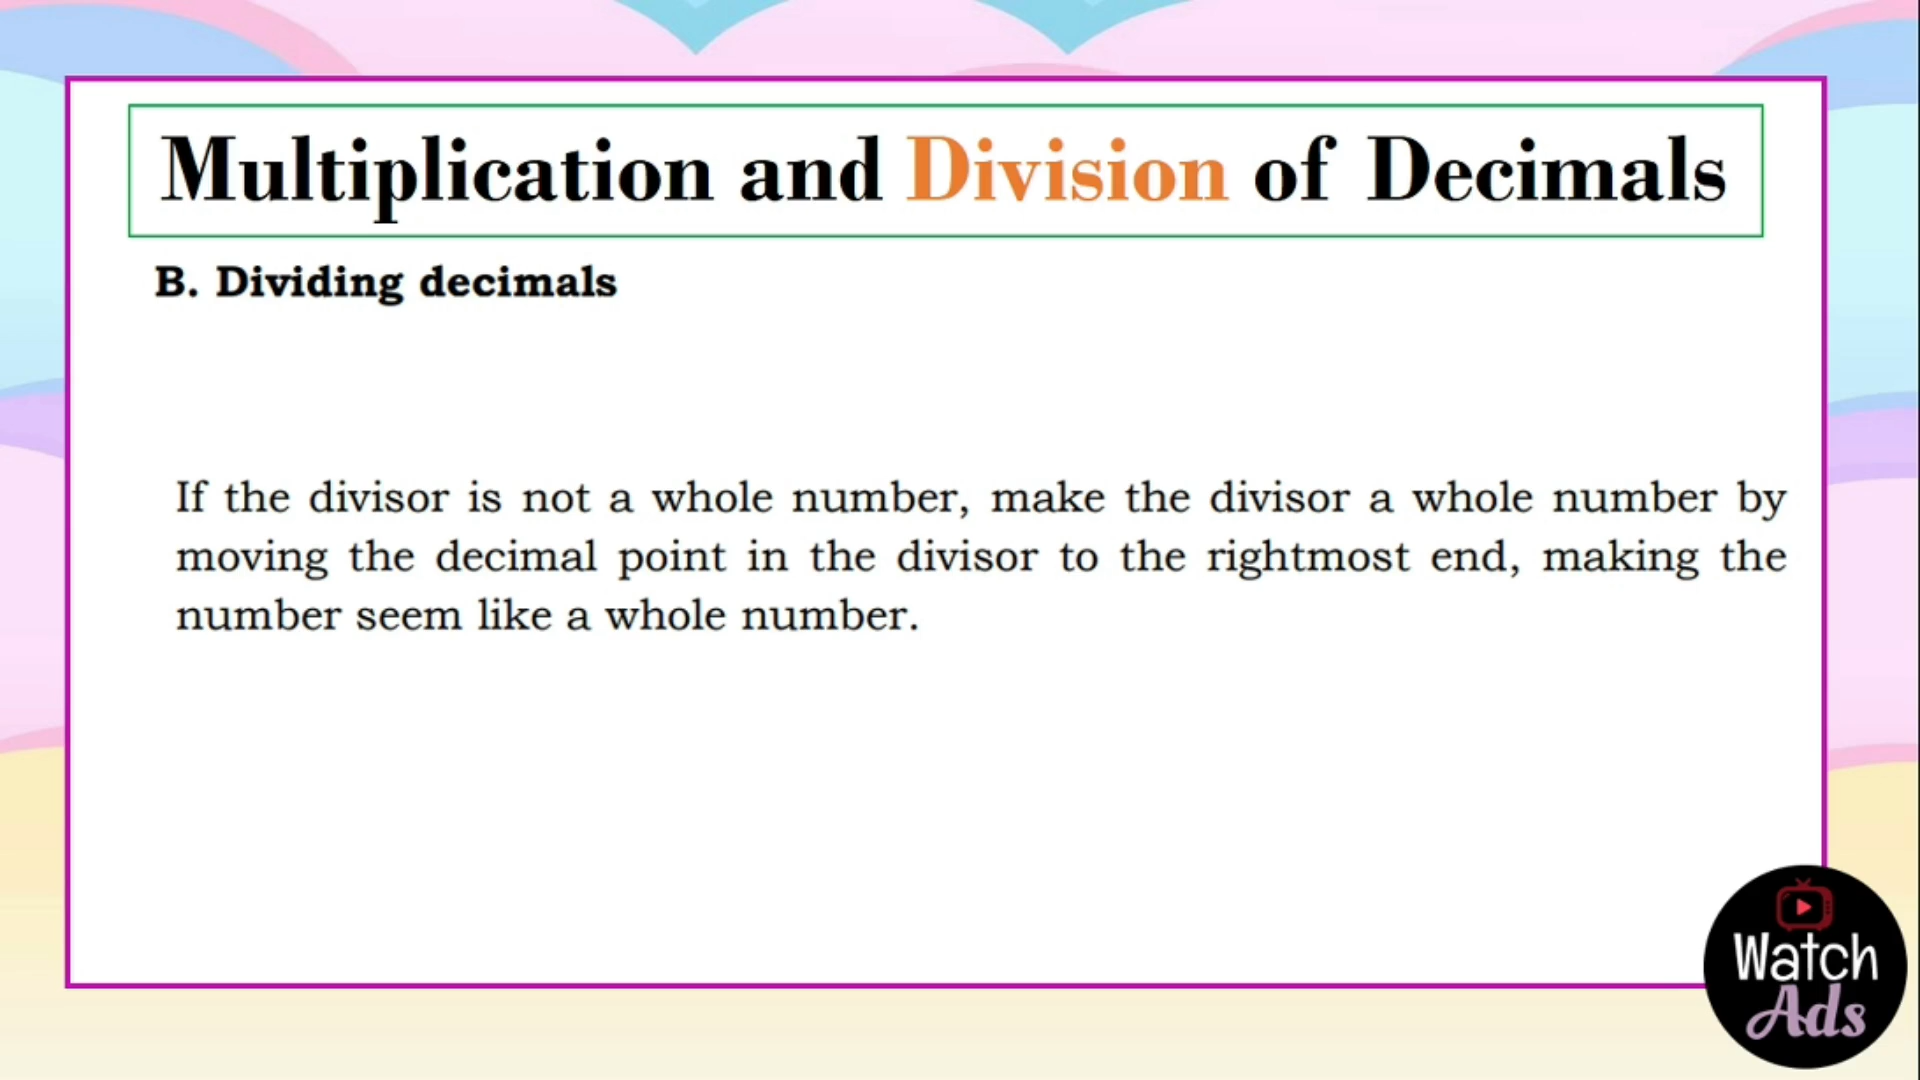 Multiplication and Division of Decimals
B. Dividing decimals
If the divisor is not a whole number, make the divisor a whole number by
moving the decimal point in the divisor to the rightmost end, making the
number seem like a whole number.
Watch
Ads